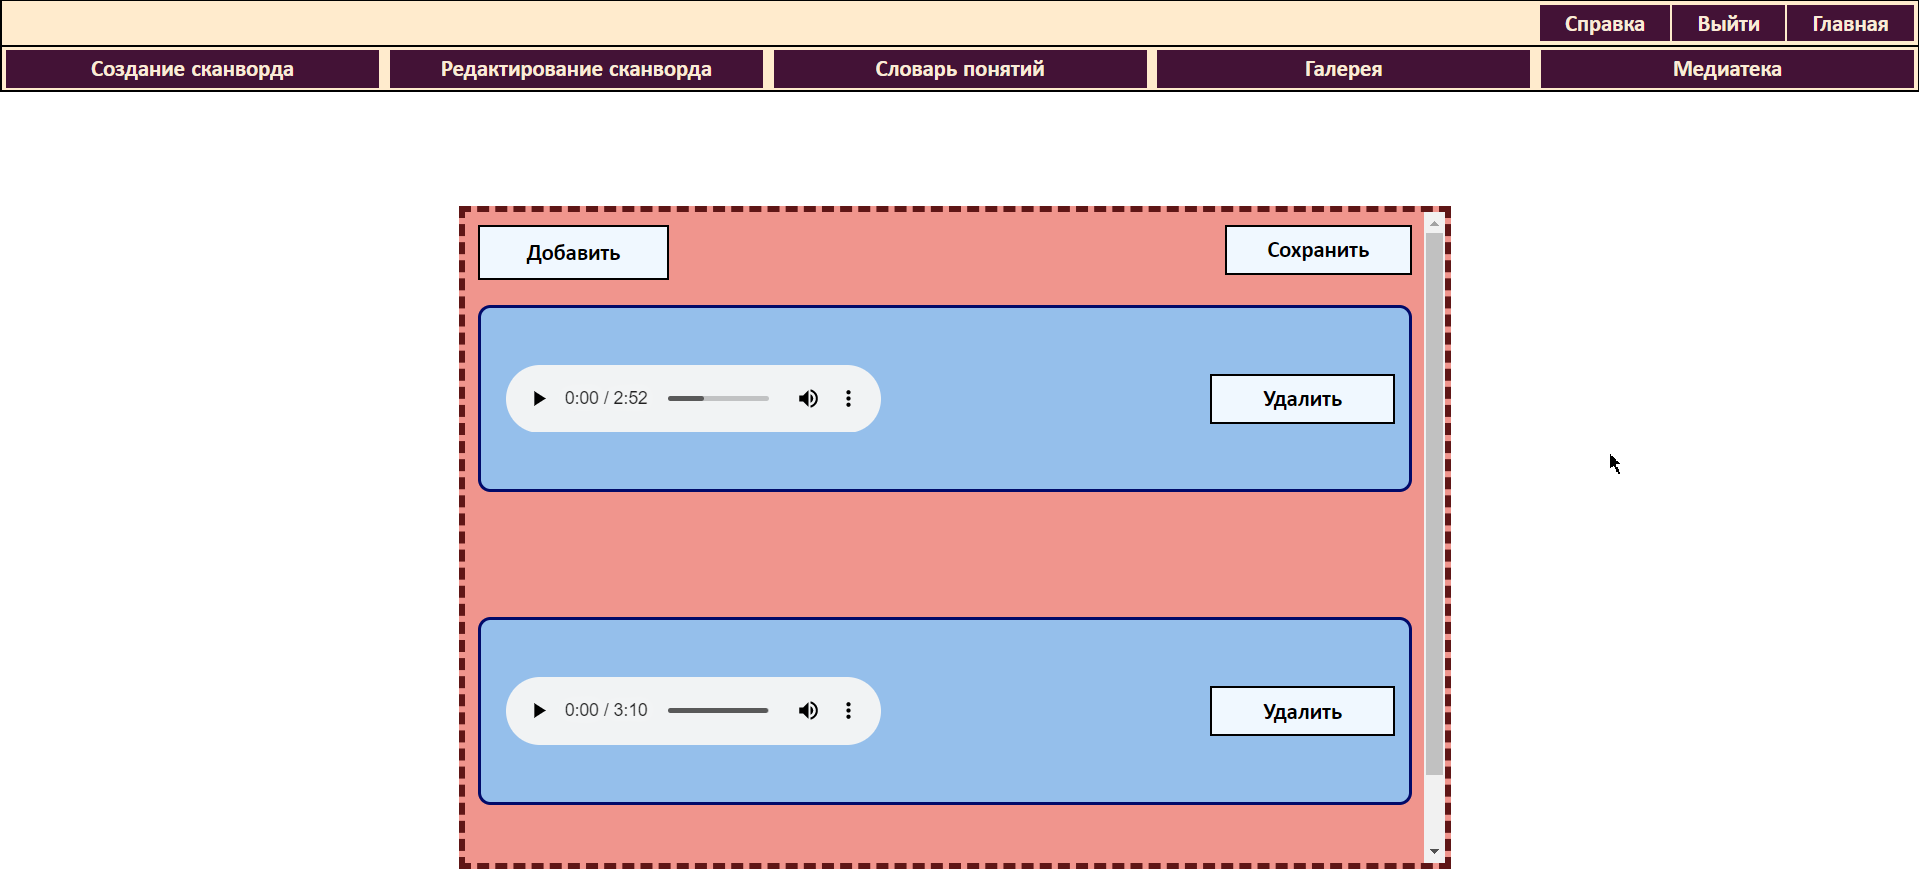 Справка Выйти Главная
Создание сканворда Редактирование сканворда Словарь понятий Галерея Медиатека
Добавить Сохранить
0:00 / 2:52 Удалить
0:00 / 3:10 Удалить